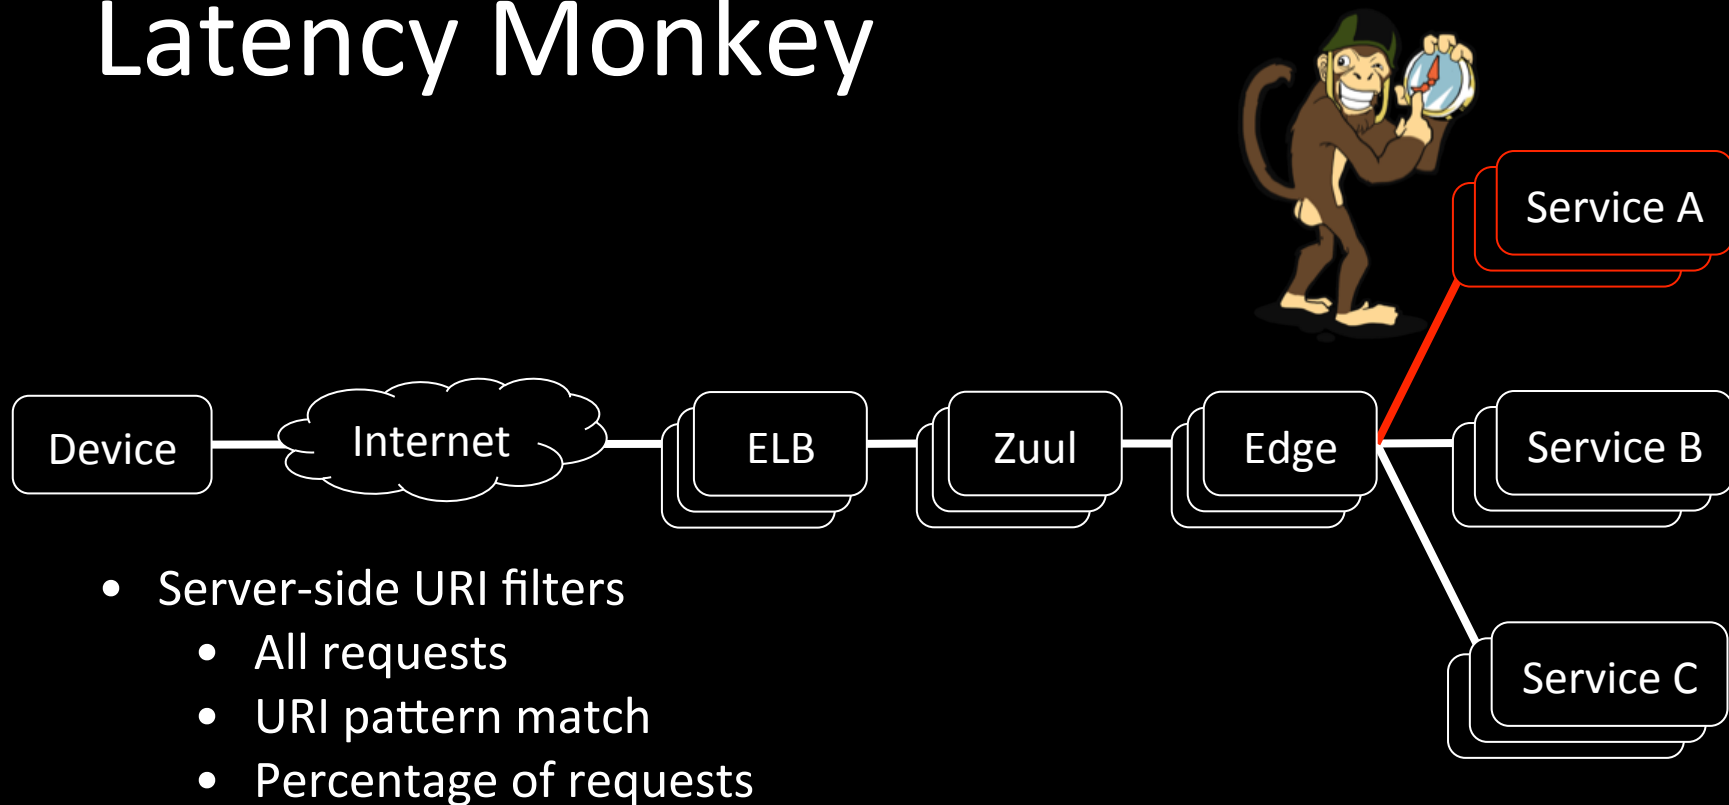 Latency Monkey
Service A
Device
Internet
ELB
Zuul
Edge
Service B
Service C
• Server-side URI filters
• All requests
• URI pattern match
• Percentage of requests